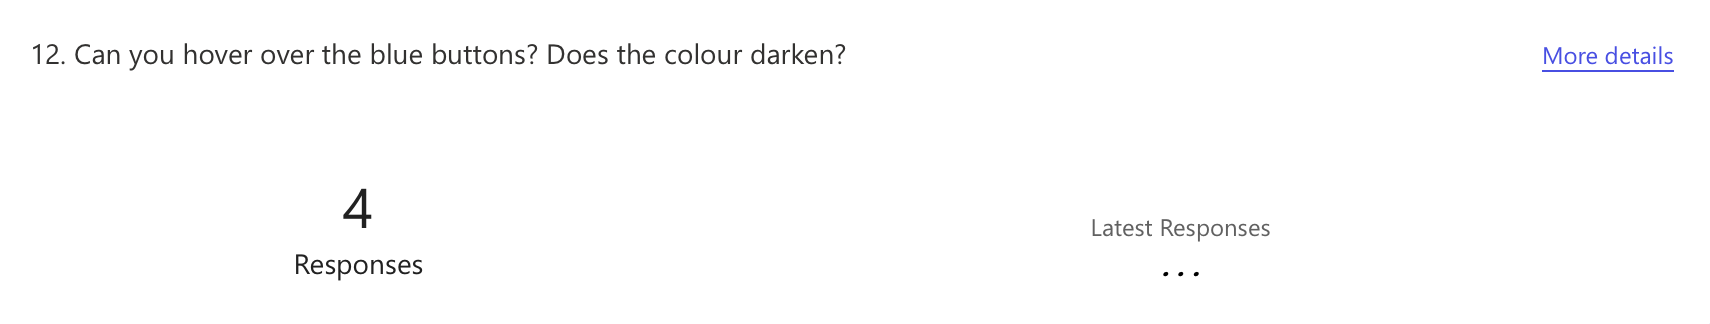 12. Can you hover over the blue buttons? Does the colour darken?
More details
4
Responses
Latest Responses
...